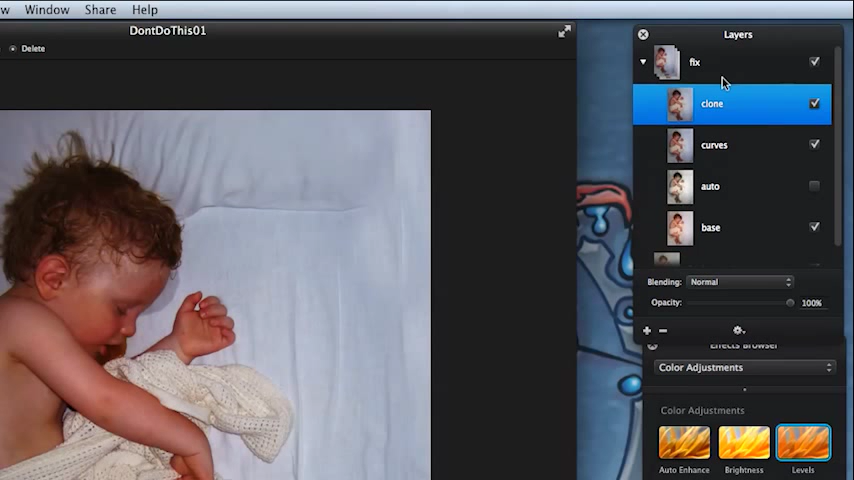 w Window Share Help
DontDoThis01
Delete
Layers
fix
clone
curves
auto
base
Blending: Normal
Opacity: 100%
Effects Browser
Color Adjustments
Color Adjustments
Auto Enhance Brightness Levels